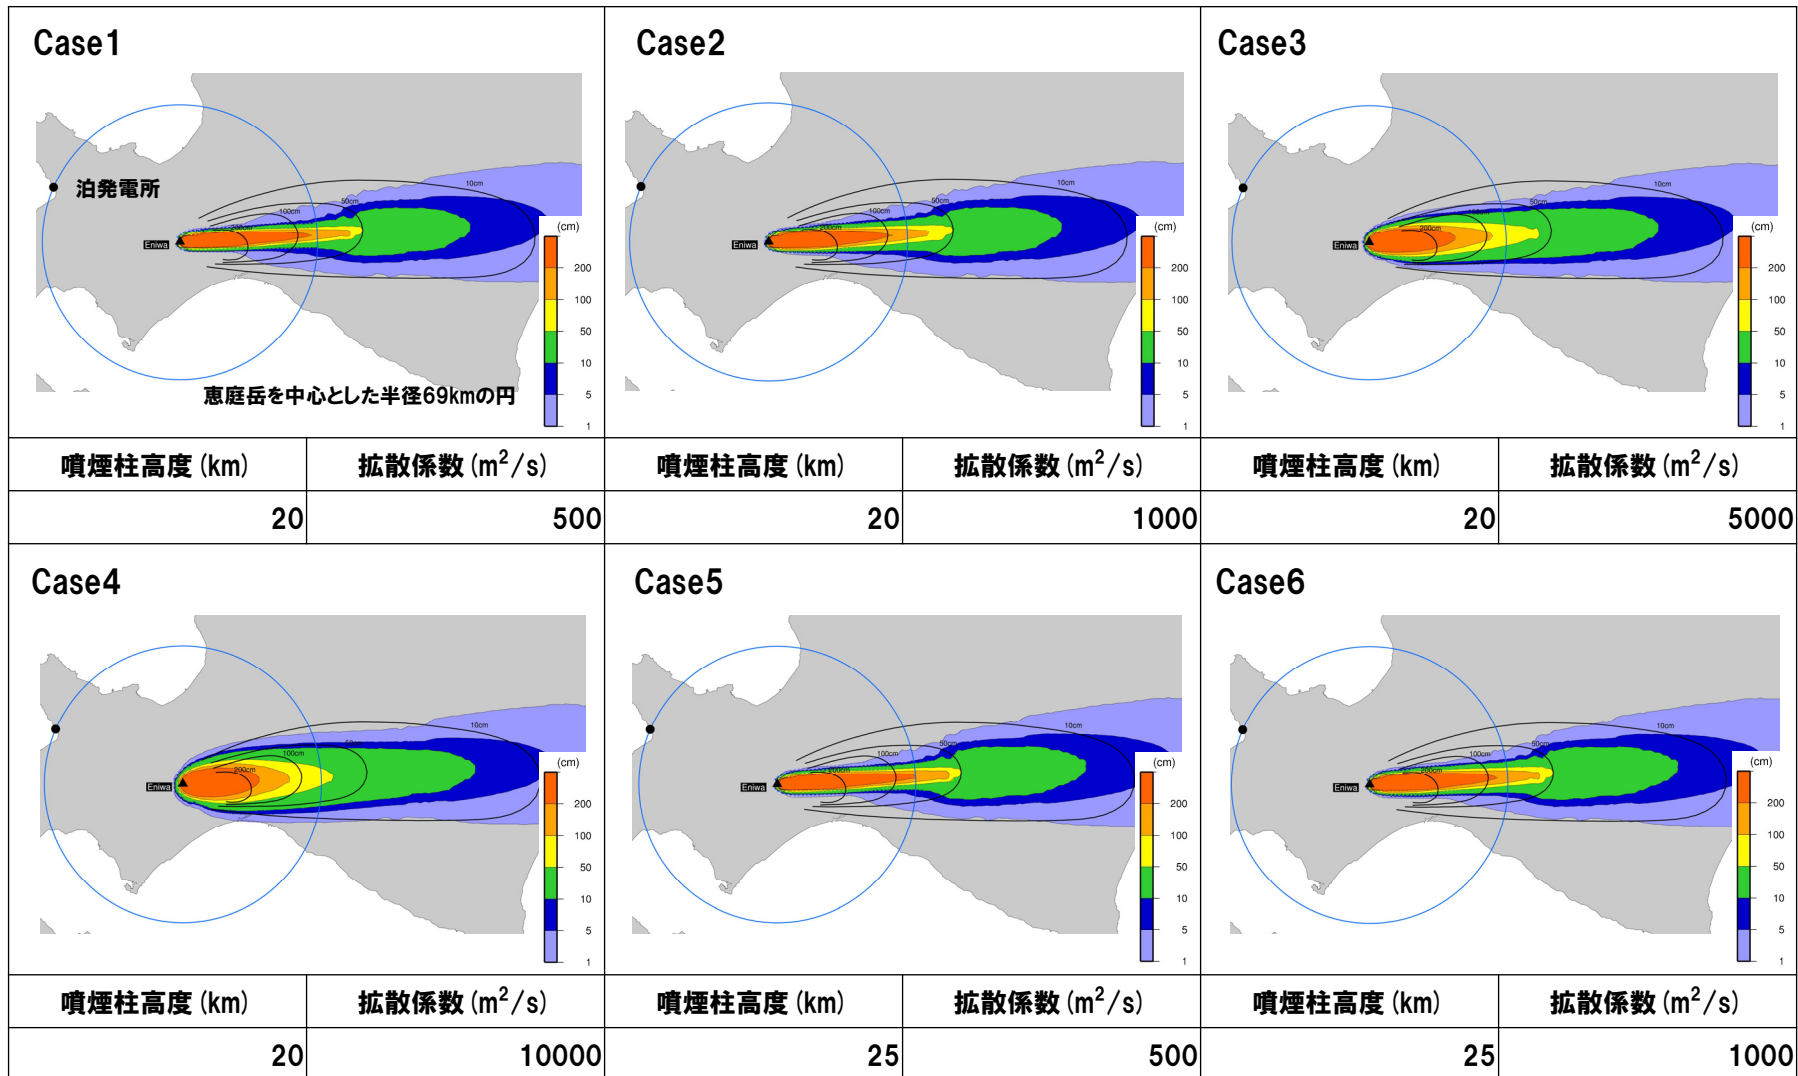 Case1
泊発電所
Eniwa
200cm
100cm
50cm
10cm
(cm)
200
100
50
10
5
1
恵庭岳を中心とした半径69kmの円
噴煙柱高度(km)
拡散係数(m²/s)
20
500
Case2
Eniwa
200cm
100cm
50cm
10cm
(cm)
200
100
50
10
5
1
噴煙柱高度(km)
拡散係数(m²/s)
20
1000
Case3
Eniwa
200cm
100cm
50cm
10cm
(cm)
200
100
50
10
5
1
噴煙柱高度(km)
拡散係数(m²/s)
20
5000
Case4
Eniwa
200cm
100cm
50cm
10cm
(cm)
200
100
50
10
5
1
噴煙柱高度(km)
拡散係数(m²/s)
20
10000
Case5
Eniwa
200cm
100cm
50cm
10cm
(cm)
200
100
50
10
5
1
噴煙柱高度(km)
拡散係数(m²/s)
25
500
Case6
Eniwa
200cm
100cm
50cm
10cm
(cm)
200
100
50
10
5
1
噴煙柱高度(km)
拡散係数(m²/s)
25
1000